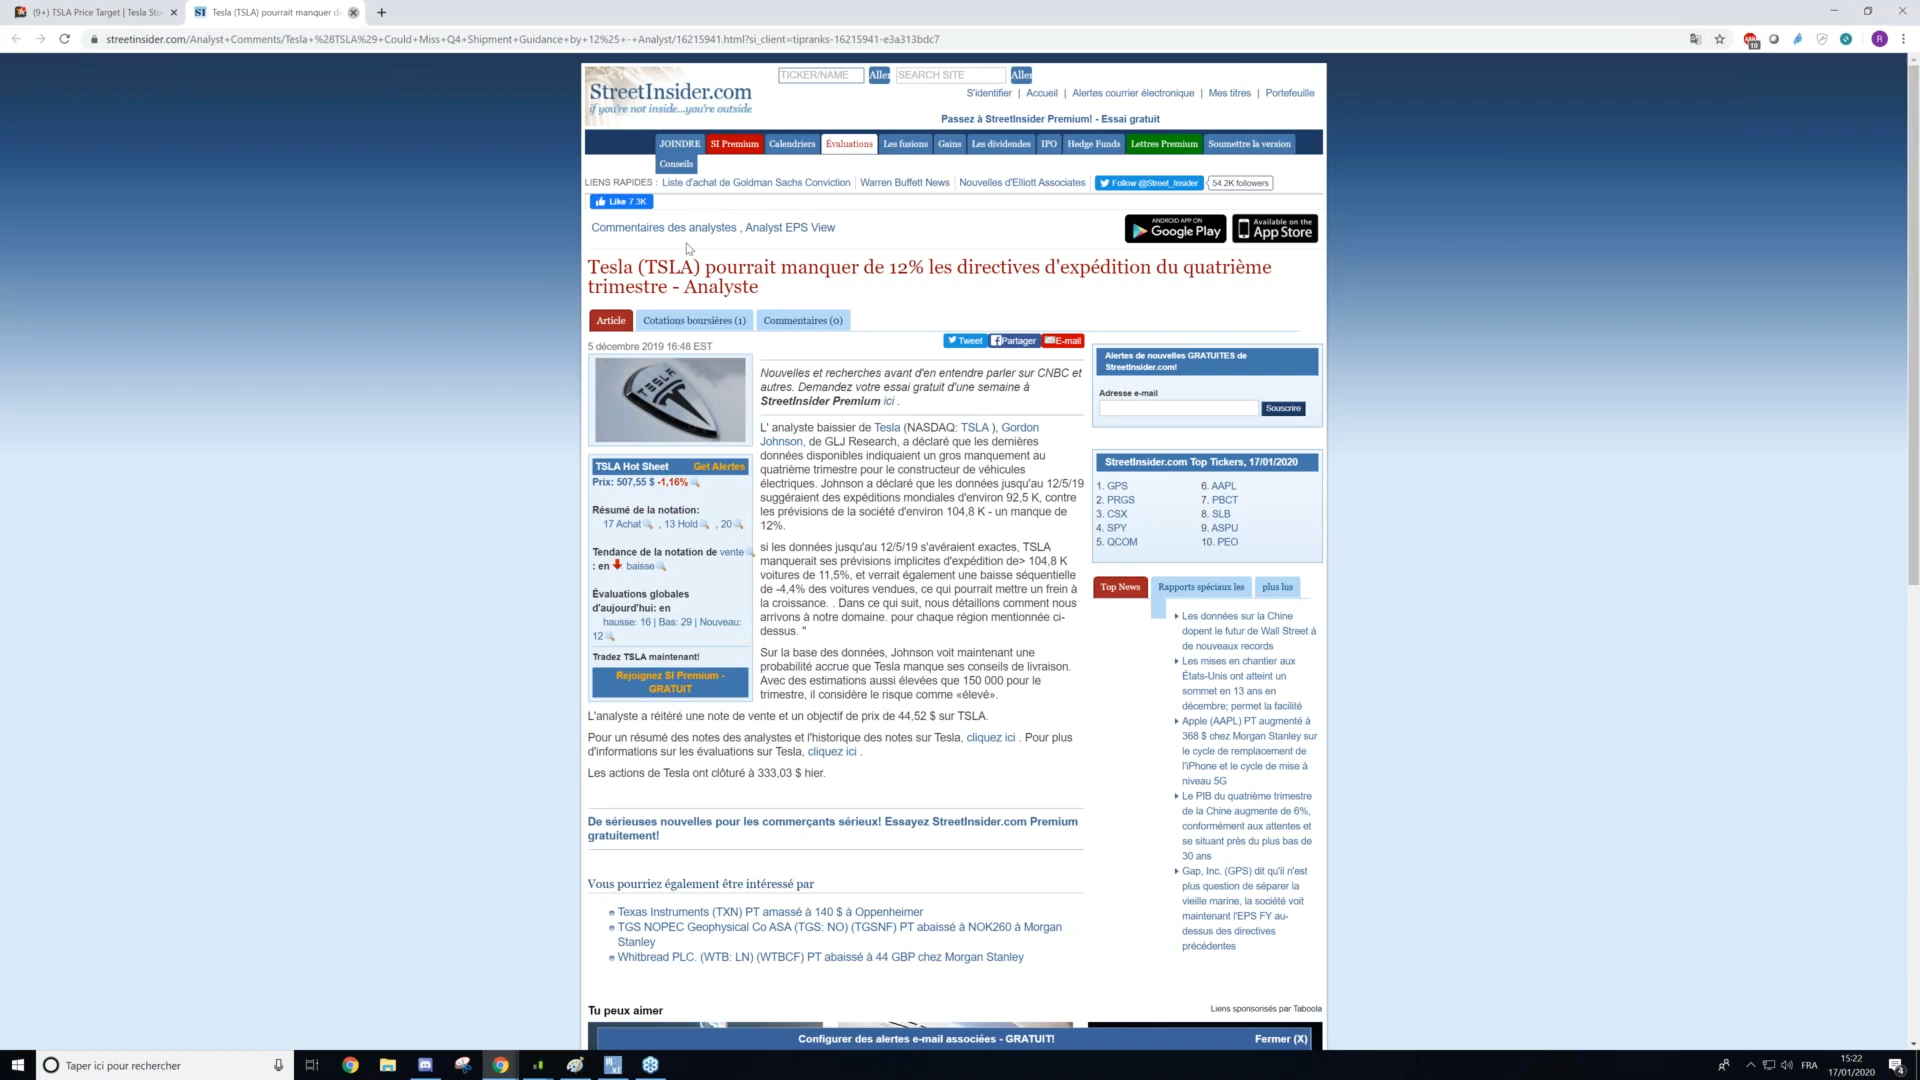 (9+) TSLA Price Target | Tesla Sto
Tesla (TSLA) pourrait manquer de
streetinsider.com/Analyst+Comments/Tesla+%28TSLA%29+Could+Miss+Q4+Shipment+Guidance+by+12%25+-+Analyst/16215941.html?si_client=tipranks-16215941-e3a313bdc7
StreetInsider.com
if you're not inside...you're outside
TICKER/NAME Aller SEARCH SITE Aller
S'identifier | Accueil | Alertes courrier électronique | Mes titres | Portefeuille
Passez à StreetInsider Premium! - Essai gratuit
JOINDRE SI Premium Calendriers Évaluations Les fusions Gains Les dividendes IPO Hedge Funds Lettres Premium Soumettre la version
Conseils
LIENS RAPIDES : Liste d'achat de Goldman Sachs Conviction Warren Buffett News Nouvelles d'Elliott Associates Follow @Street_Insider 54.2K followers
Like 7.3K
Commentaires des analystes , Analyst EPS View
ANDROID APP ON
Google Play
Available on the
App Store
Tesla (TSLA) pourrait manquer de 12% les directives d'expédition du quatrième
trimestre - Analyste
Article Cotations boursières (1) Commentaires (0)
5 décembre 2019 16:48 EST
Tweet Partager E-mail
TESLA
TSLA Hot Sheet Get Alertes
Prix: 507,55 $ -1,16%
Résumé de la notation:
17 Achat , 13 Hold , 20
Tendance de la notation de vente
: en baisse
Évaluations globales
d'aujourd'hui: en
hausse: 16 | Bas: 29 | Nouveau:
12
Tradez TSLA maintenant!
Rejoignez SI Premium -
GRATUIT
Nouvelles et recherches avant d'en entendre parler sur CNBC et
autres. Demandez votre essai gratuit d'une semaine à
StreetInsider Premium ici .
L' analyste baissier de Tesla (NASDAQ: TSLA ), Gordon
Johnson, de GLJ Research, a déclaré que les dernières
données disponibles indiquaient un gros manquement au
quatrième trimestre pour le constructeur de véhicules
électriques. Johnson a déclaré que les données jusqu'au 12/5/19
suggéraient des expéditions mondiales d'environ 92,5 K, contre
les prévisions de la société d'environ 104,8 K - un manque de
12%.
si les données jusqu'au 12/5/19 s'avéraient exactes, TSLA
manquerait ses prévisions implicites d'expédition de> 104,8 K
voitures de 11,5%, et verrait également une baisse séquentielle
de -4,4% des voitures vendues, ce qui pourrait mettre un frein à
la croissance. . Dans ce qui suit, nous détaillons comment nous
arrivons à notre domaine. pour chaque région mentionnée ci-
dessus. "
Sur la base des données, Johnson voit maintenant une
probabilité accrue que Tesla manque ses conseils de livraison.
Avec des estimations aussi élevées que 150 000 pour le
trimestre, il considère le risque comme «élevé».
L'analyste a réitéré une note de vente et un objectif de prix de 44,52 $ sur TSLA.
Pour un résumé des notes des analystes et l'historique des notes sur Tesla, cliquez ici . Pour plus
d'informations sur les évaluations sur Tesla, cliquez ici .
Les actions de Tesla ont clôturé à 333,03 $ hier.
De sérieuses nouvelles pour les commerçants sérieux! Essayez StreetInsider.com Premium
gratuitement!
Vous pourriez également être intéressé par
Texas Instruments (TXN) PT amassé à 140 $ à Oppenheimer
TGS NOPEC Geophysical Co ASA (TGS: NO) (TGSNF) PT abaissé à NOK260 à Morgan
Stanley
Whitbread PLC. (WTB: LN) (WTBCF) PT abaissé à 44 GBP chez Morgan Stanley
Tu peux aimer
Liens sponsorisés par Taboola
Alertes de nouvelles GRATUITES de
StreetInsider.com!
Adresse e-mail
Souscrire
StreetInsider.com Top Tickers, 17/01/2020
1. GPS 6. AAPL
2. PRGS 7. PBCT
3. CSX 8. SLB
4. SPY 9. ASPU
5. QCOM 10. PEO
Top News Rapports spéciaux les plus lus
Les données sur la Chine
dopent le futur de Wall Street à
de nouveaux records
Les mises en chantier aux
États-Unis ont atteint un
sommet en 13 ans en
décembre; permet la facilité
Apple (AAPL) PT augmenté à
368 $ chez Morgan Stanley sur
le cycle de remplacement de
l'iPhone et le cycle de mise à
niveau 5G
Le PIB du quatrième trimestre
de la Chine augmente de 6%,
conformément aux attentes et
se situant près du plus bas de
30 ans
Gap, Inc. (GPS) dit qu'il n'est
plus question de séparer la
vieille marine, la société voit
maintenant l'EPS FY au-
dessus des directives
précédentes
Configurer des alertes e-mail associées - GRATUIT! Fermer (X)
Taper ici pour rechercher
FRA
15:22
17/01/2020